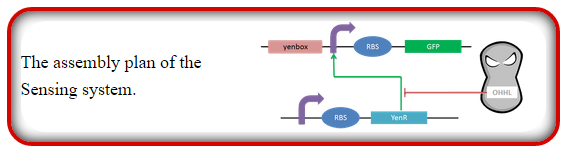 The assembly plan of the
Sensing system.
yenbox
RBS
GFP
OHHL
RBS
YenR